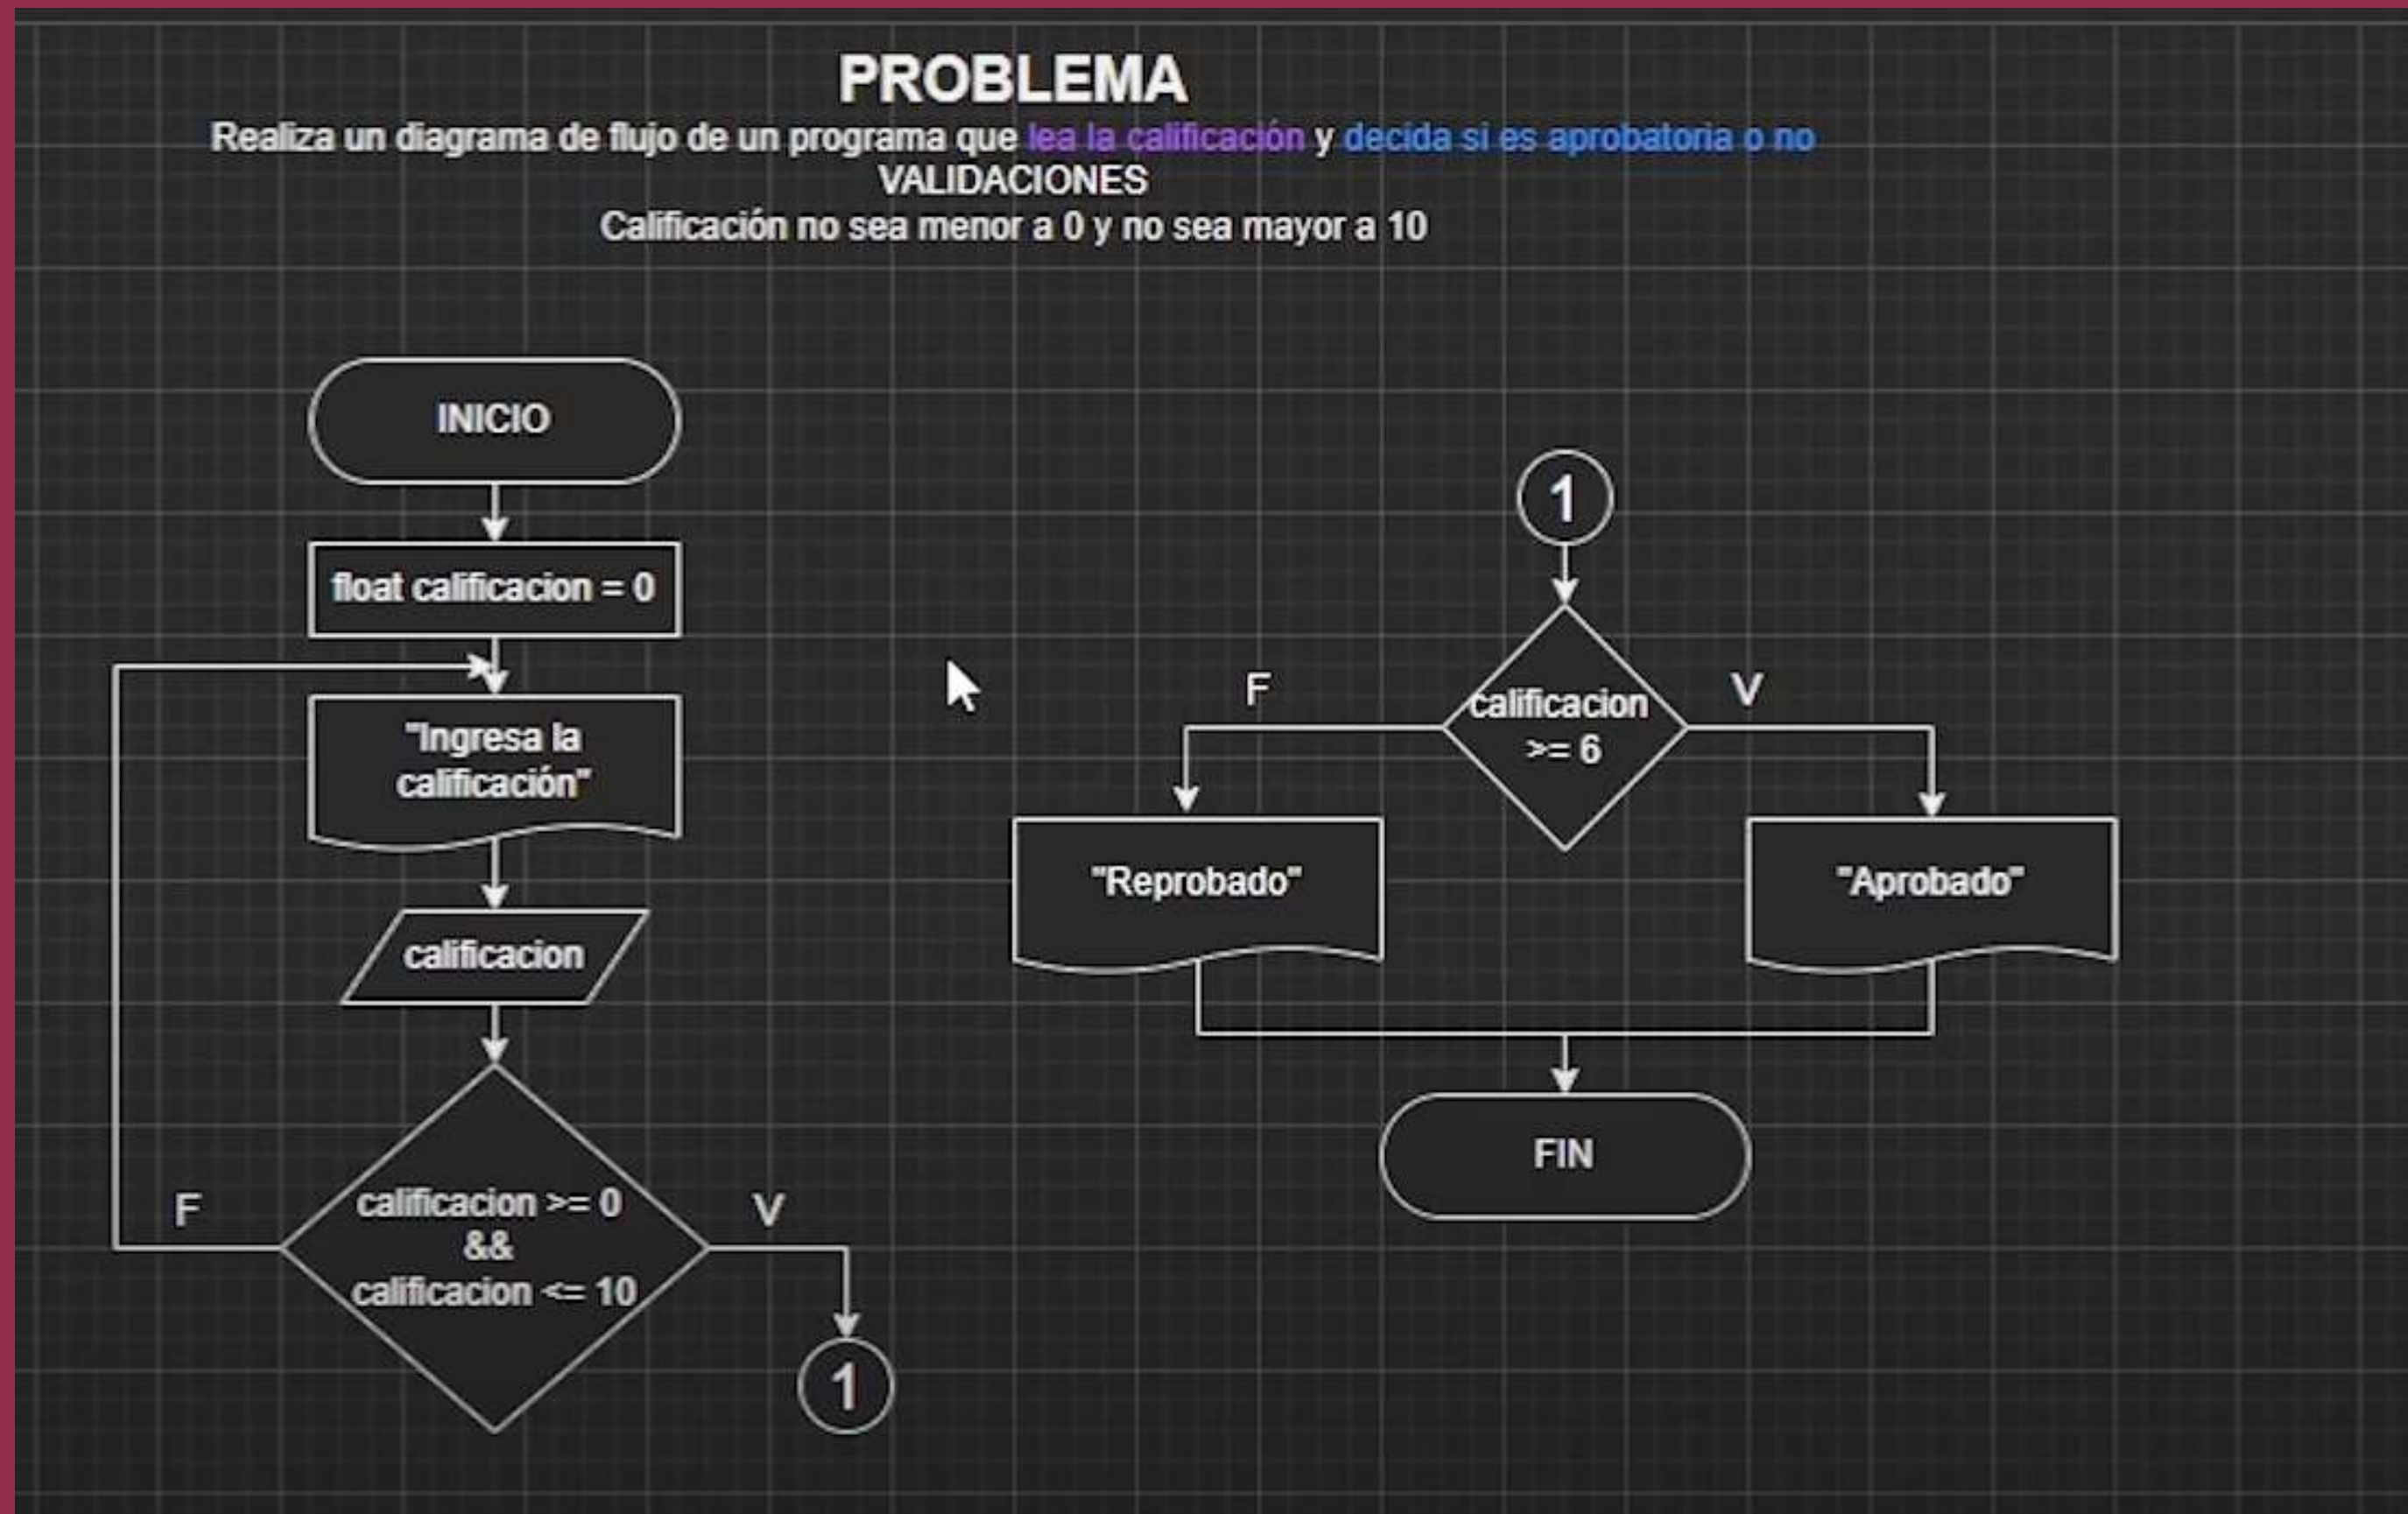 PROBLEMA
Realiza un diagrama de flujo de un programa que lea la calificación y decida si es aprobatoria o no
VALIDACIONES
Calificación no sea menor a 0 y no sea mayor a 10
INICIO
float calificacion = 0
"Ingresa la
calificación"
calificacion
calificacion >= 0
&&
calificacion <= 10
F
V
1
1
calificacion
>= 6
F
V
"Reprobado"
"Aprobado"
FIN